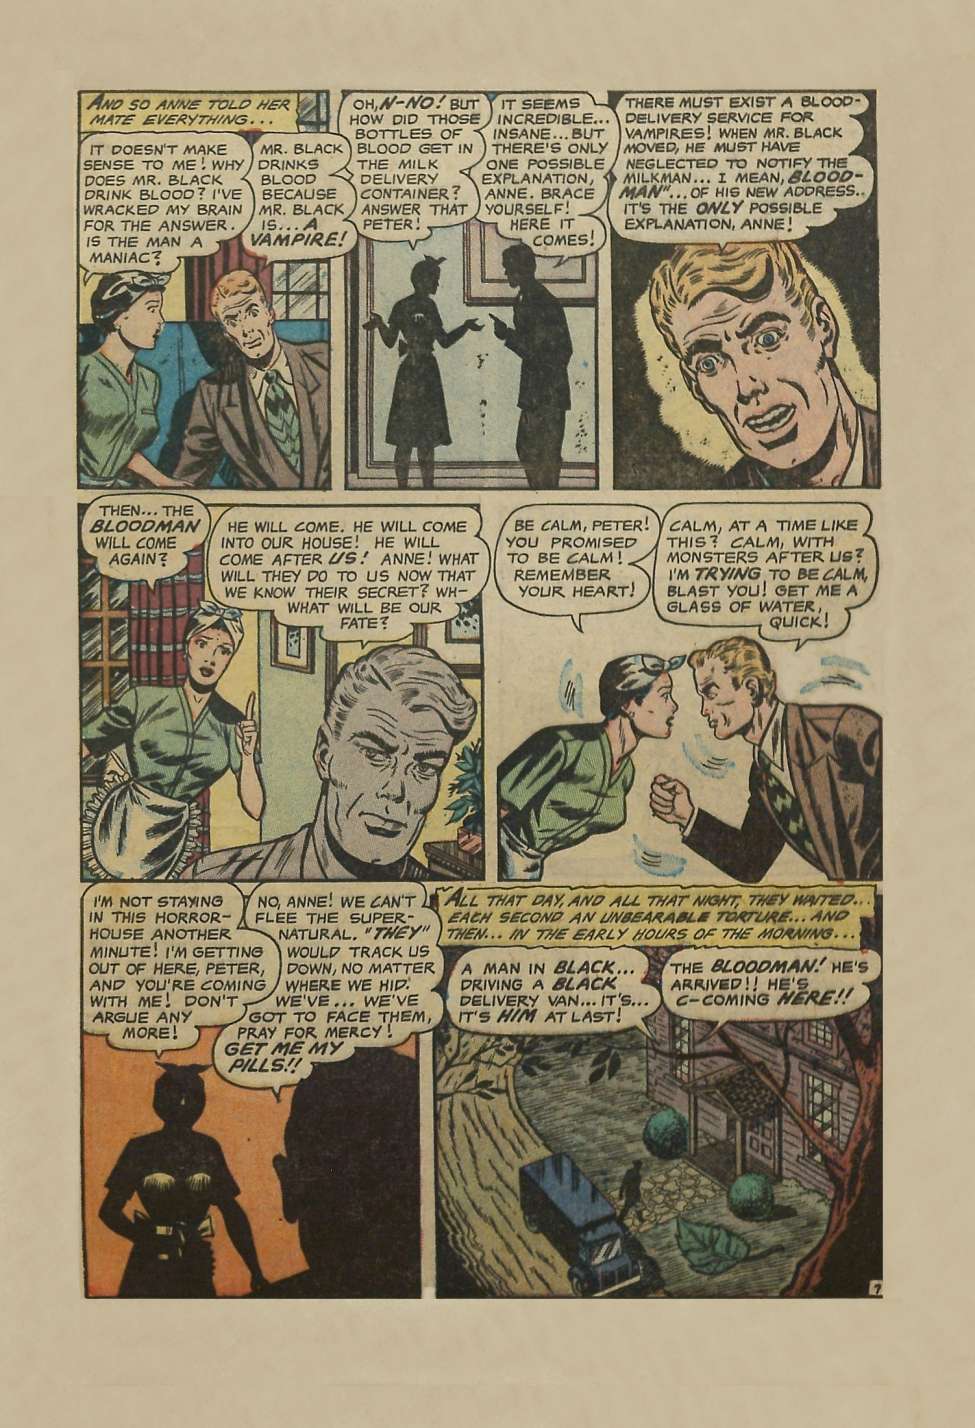 AND SO ANNE TOLD HER
MATE EVERYTHING...
IT DOESN'T MAKE
SENSE TO ME! WHY
DOES MR. BLACK
DRINK BLOOD? I'VE
WRACKED MY BRAIN
FOR THE ANSWER.
IS THE MAN A
MANIAC?
MR. BLACK
DRINKS
BLOOD
BECAUSE
MR. BLACK
IS...A
VAMPIRE!
OH, N-NO! BUT
HOW DID THOSE
BOTTLES OF
BLOOD GET IN
THE MILK
DELIVERY
CONTAINER?
ANSWER THAT
PETER!
IT SEEMS
INCREDIBLE...
INSANE...BUT
THERE'S ONLY
ONE POSSIBLE
EXPLANATION,
ANNE. BRACE
YOURSELF!
HERE IT
COMES!
THERE MUST EXIST A BLOOD-
DELIVERY SERVICE FOR
VAMPIRES! WHEN MR. BLACK
MOVED, HE MUST HAVE
NEGLECTED TO NOTIFY THE
MILKMAN... I MEAN, BLOOD-
MAN"...OF HIS NEW ADDRESS..
IT'S THE ONLY POSSIBLE
EXPLANATION, ANNE!
THEN... THE
BLOODMAN
WILL COME
AGAIN?
HE WILL COME. HE WILL COME
INTO OUR HOUSE! HE WILL
COME AFTER US! ANNE! WHAT
WILL THEY DO TO US NOW THAT
WE KNOW THEIR SECRET? WH-
WHAT WILL BE OUR
FATE?
BE CALM, PETER!
YOU PROMISED
TO BE CALM!
REMEMBER
YOUR HEART!
CALM, AT A TIME LIKE
THIS? CALM, WITH
MONSTERS AFTER US?
I'M TRYING TO BE CALM,
BLAST YOU! GET ME A
GLASS OF WATER,
QUICK!
I'M NOT STAYING
IN THIS HORROR-
HOUSE ANOTHER
MINUTE! I'M GETTING
OUT OF HERE, PETER,
AND YOU'RE COMING
WITH ME! DON'T
ARGUE ANY
MORE!
NO, ANNE! WE CAN'T
FLEE THE SUPER-
NATURAL. "THEY"
WOULD TRACK US
DOWN, NO MATTER
WHERE WE HID!
WE'VE... WE'VE
GOT TO FACE THEM,
PRAY FOR MERCY!
GET ME MY
PILLS!!
ALL THAT DAY, AND ALL THAT NIGHT, THEY WAITED...
EACH SECOND AN UNBEARABLE TORTURE...AND
THEN... IN THE EARLY HOURS OF THE MORNING...
A MAN IN BLACK...
DRIVING A BLACK
DELIVERY VAN... IT'S...
IT'S HIM AT LAST!
THE BLOODMAN! HE'S
ARRIVED!! HE'S
C-COMING HERE!!
7